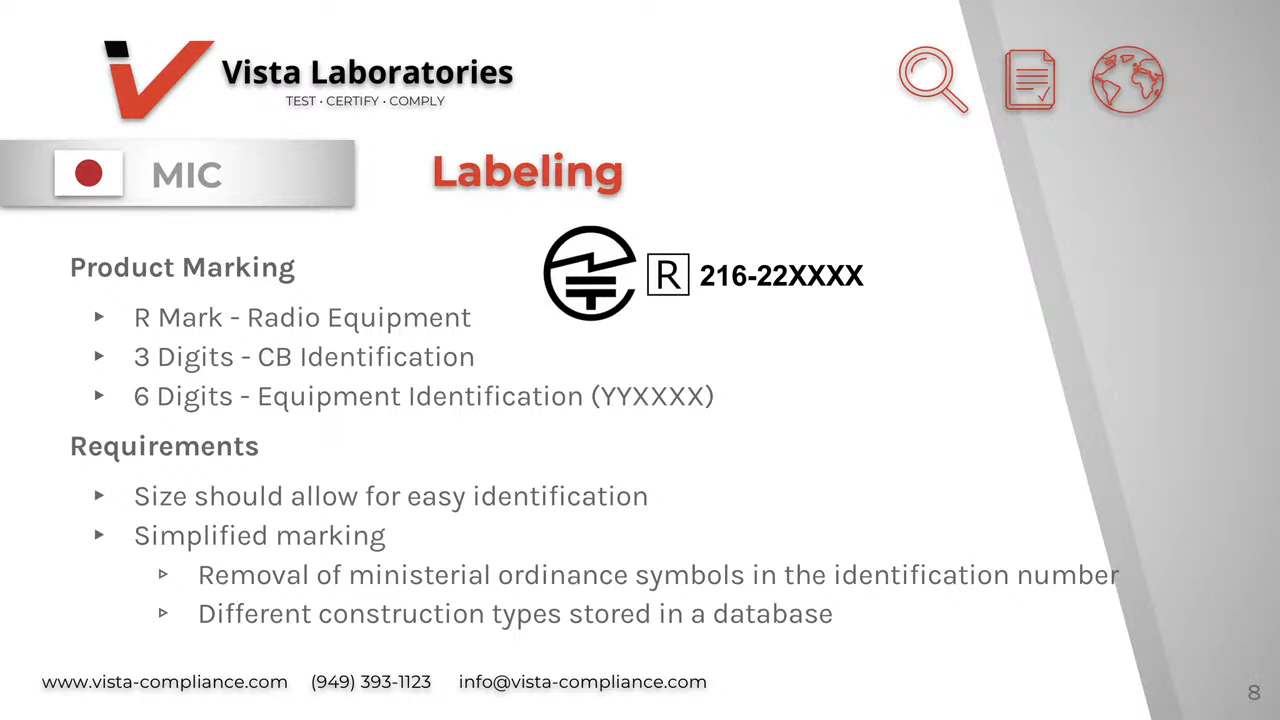 Vista Laboratories
TEST · CERTIFY · COMPLY
MIC
Labeling
Product Marking
R 216-22XXXX
‣ R Mark - Radio Equipment
‣ 3 Digits - CB Identification
‣ 6 Digits - Equipment Identification (YYXXXX)
Requirements
‣ Size should allow for easy identification
‣ Simplified marking
▹ Removal of ministerial ordinance symbols in the identification number
▹ Different construction types stored in a database
www.vista-compliance.com (949) 393-1123 info@vista-compliance.com
8